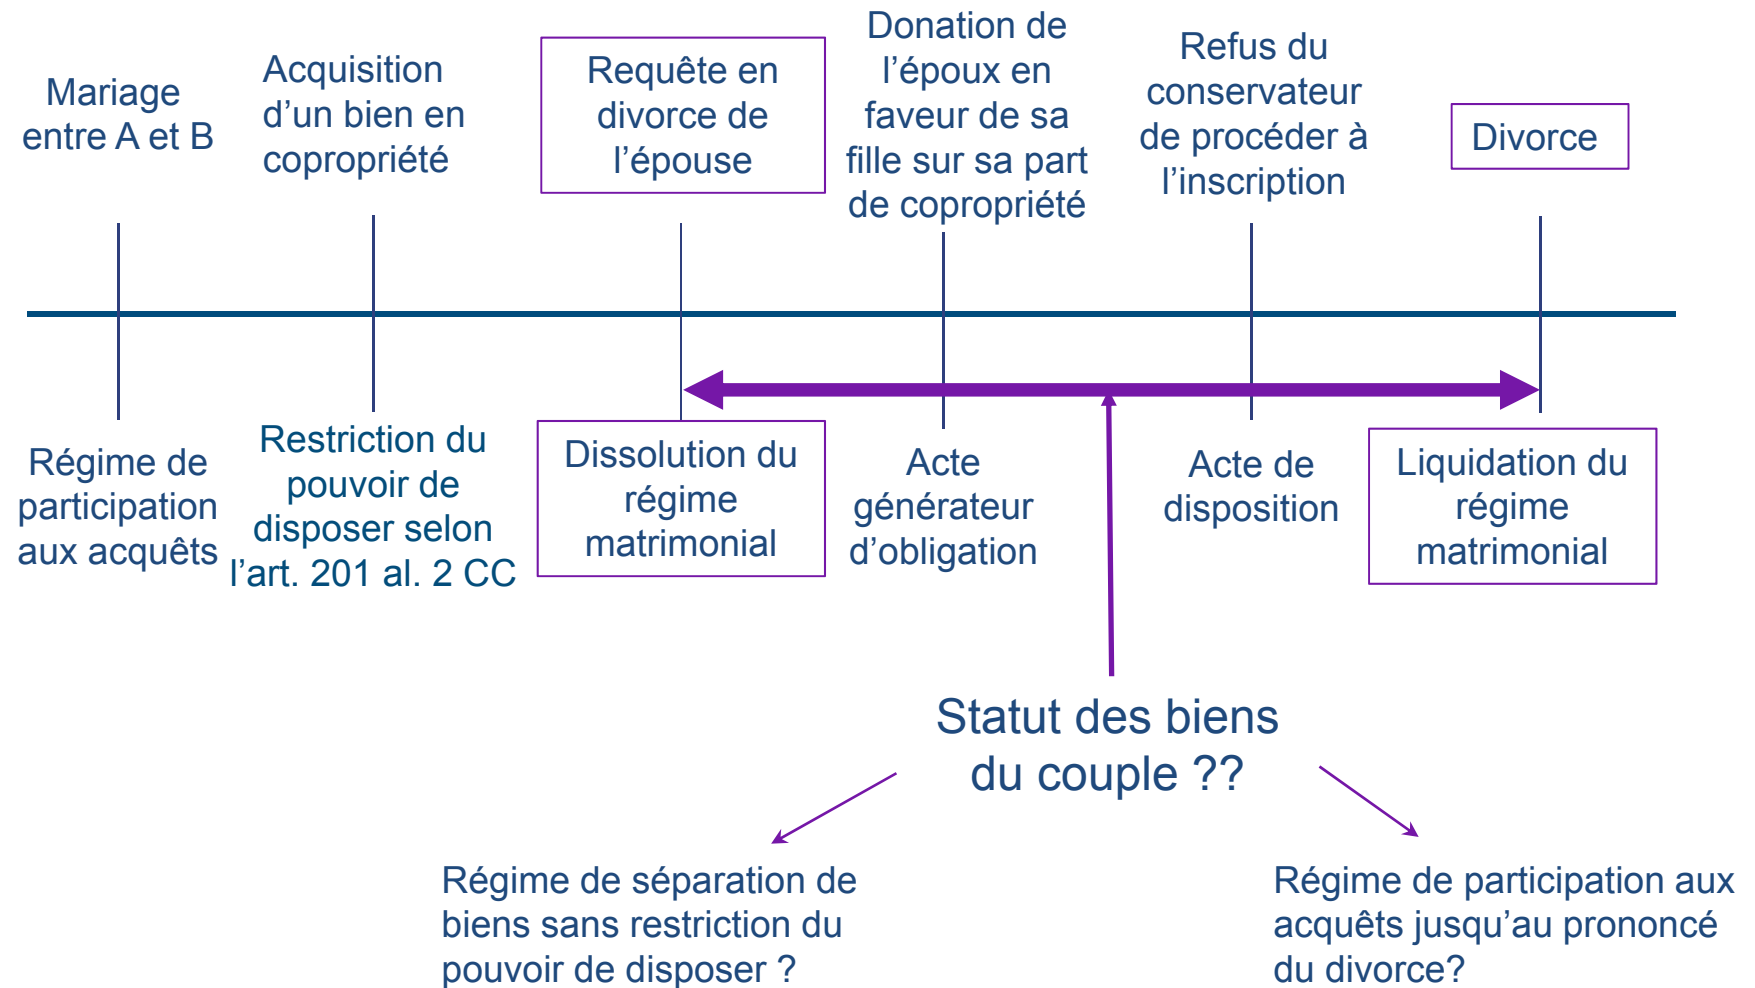 Mariage
entre A et B
Acquisition
d’un bien en
copropriété
Requête en
divorce de
l’épouse
Donation de
l’époux en
faveur de sa
fille sur sa part
de copropriété
Refus du
conservateur
de procéder à
l’inscription
Divorce
Régime de
participation
aux acquêts
Restriction du
pouvoir de
disposer selon
l’art. 201 al. 2 CC
Dissolution du
régime
matrimonial
Acte
générateur
d’obligation
Acte de
disposition
Liquidation du
régime
matrimonial
Statut des biens
du couple ??
Régime de séparation de
biens sans restriction du
pouvoir de disposer ?
Régime de participation aux
acquêts jusqu’au prononcé
du divorce?